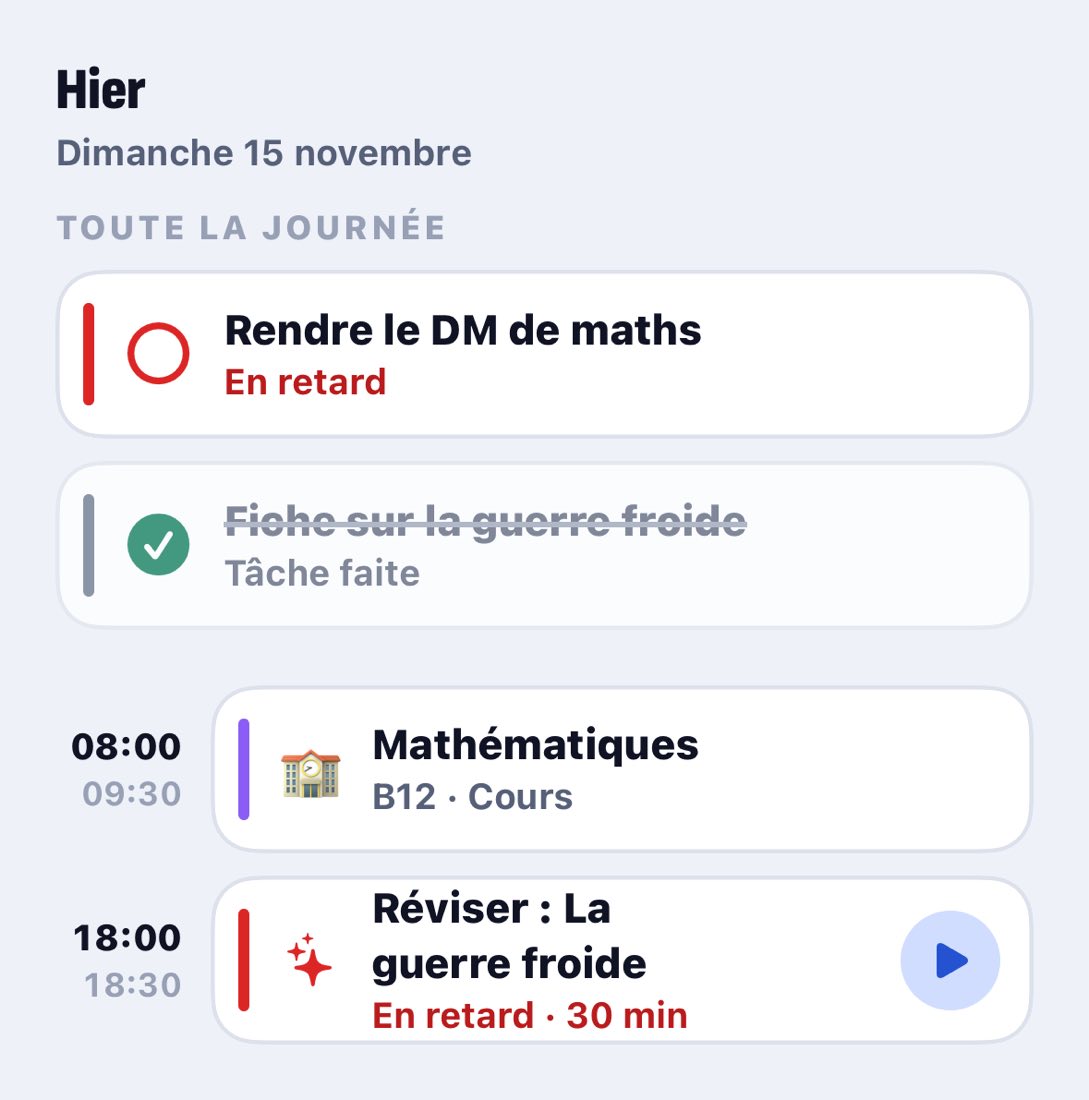 Hier
Dimanche 15 novembre
TOUTE LA JOURNÉE
Rendre le DM de maths
En retard
Fiche sur la guerre froide
Tâche faite
08:00
09:30
Mathématiques
B12 · Cours
18:00
18:30
Réviser : La
guerre froide
En retard · 30 min